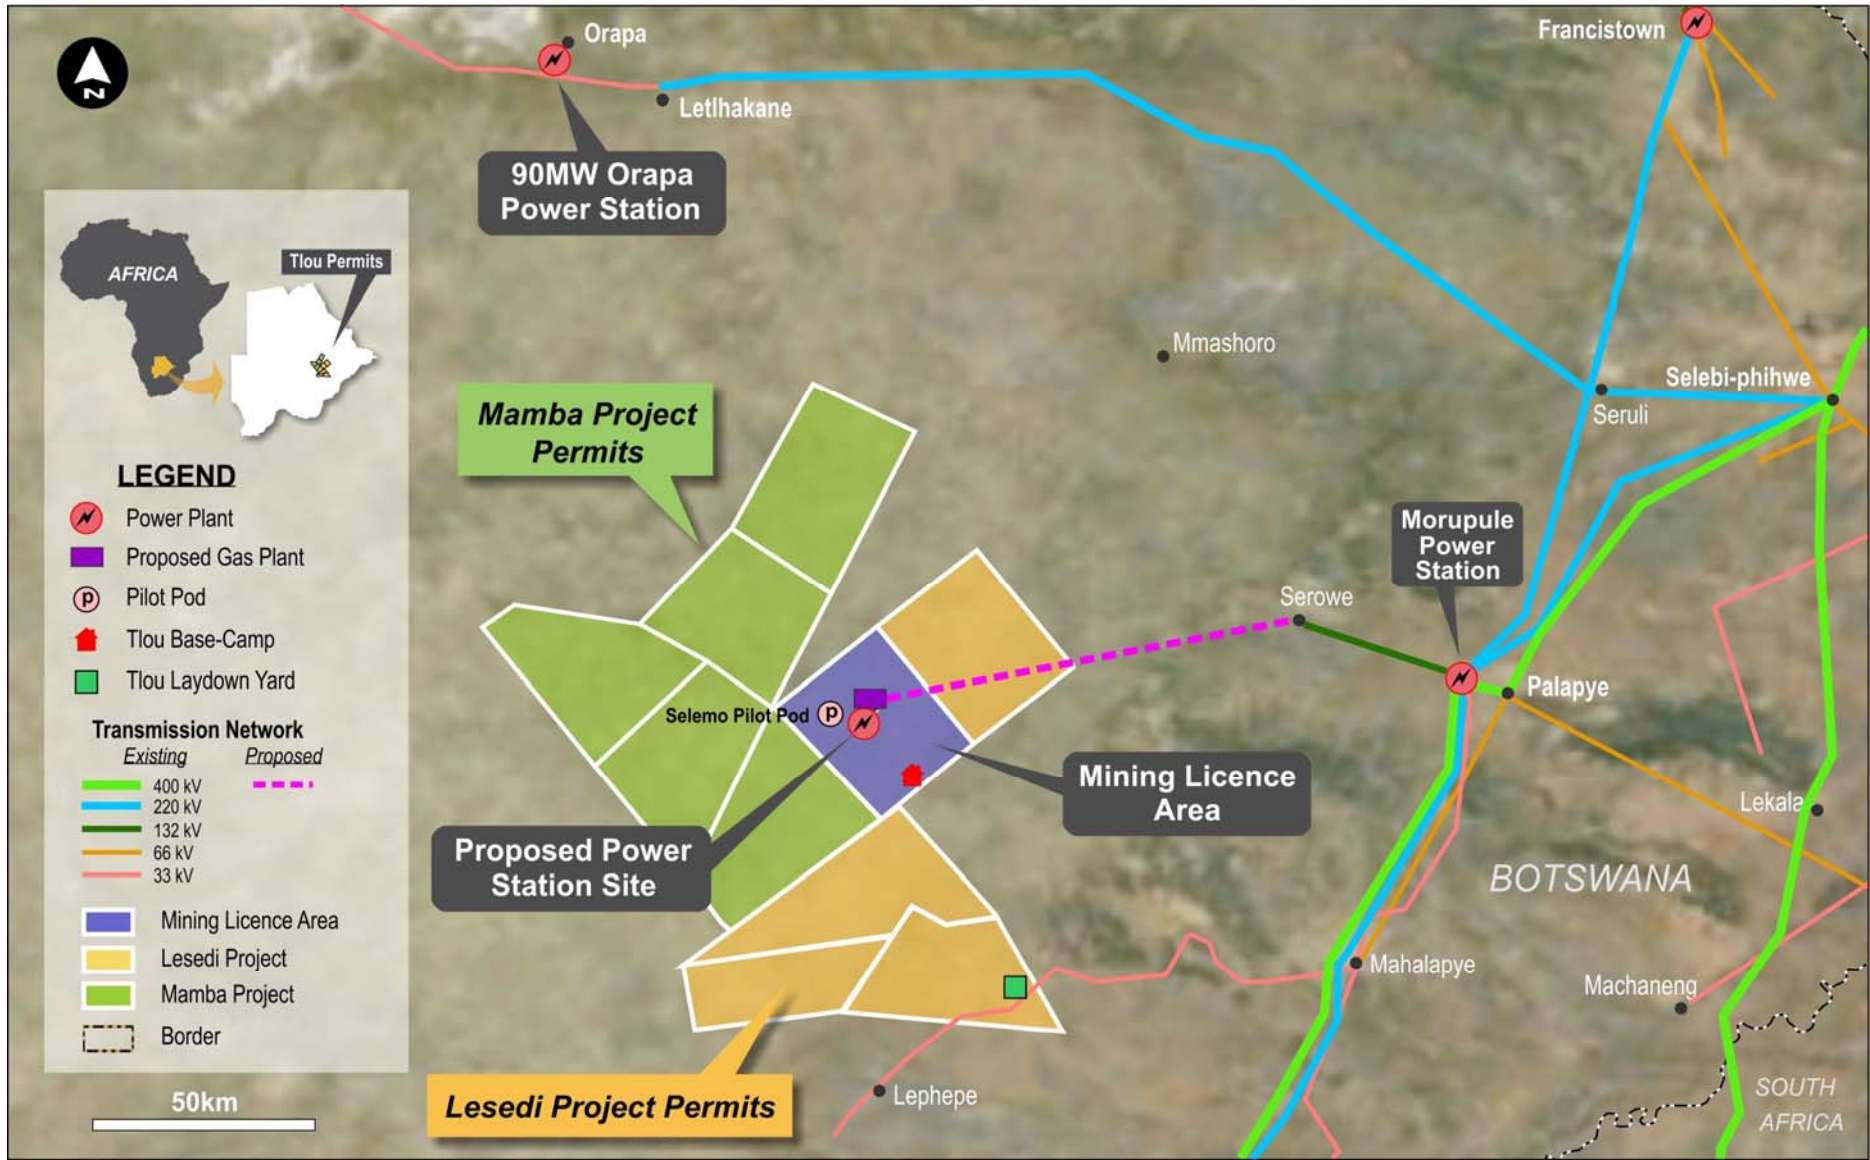 N
Orapa
Letlhakane
90MW Orapa
Power Station
Francistown
AFRICA
Tlou Permits
Mmashoro
Selebi-phihwe
Seruli
Mamba Project
Permits
LEGEND
Power Plant
Proposed Gas Plant
Pilot Pod
p
Tlou Base-Camp
Tlou Laydown Yard
Transmission Network
Existing
Proposed
400 kV
220 kV
132 kV
66 kV
33 kV
Mining Licence Area
Lesedi Project
Mamba Project
Border
50km
Morupule
Power
Station
Serowe
Palapye
Selemo Pilot Pod
p
Mining Licence
Area
Lekala
Proposed Power
Station Site
BOTSWANA
Mahalapye
Machaneng
Lesedi Project Permits
Lephepe
SOUTH
AFRICA